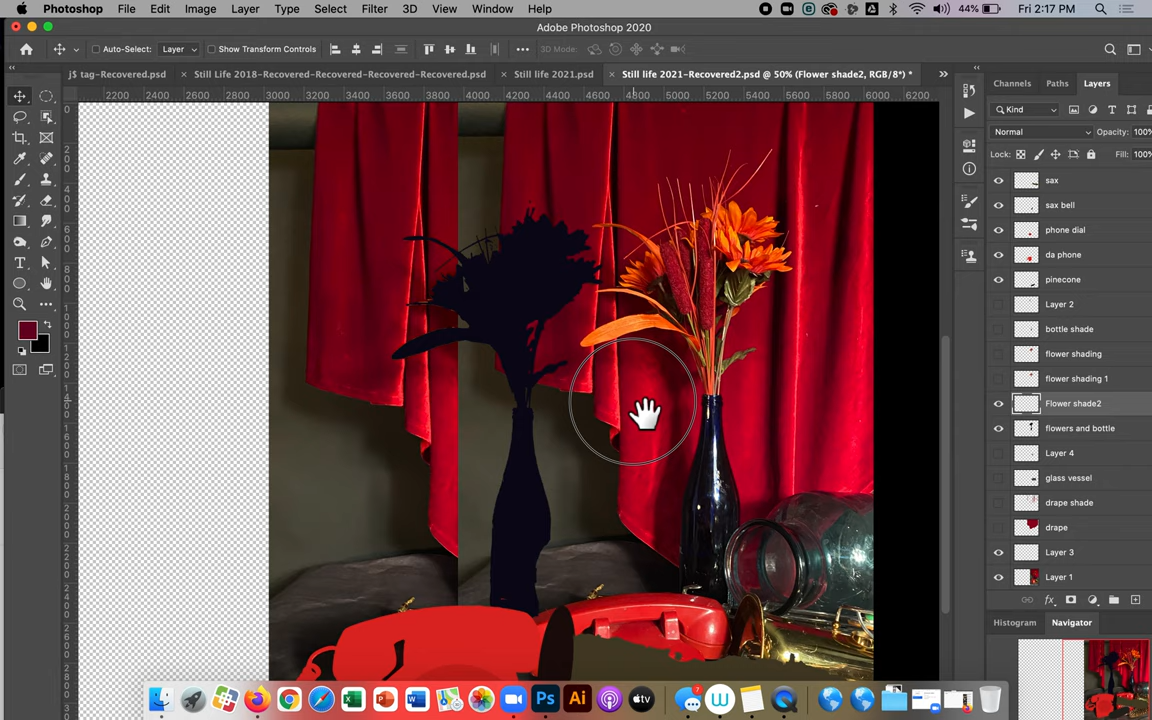 Photoshop File Edit Image Layer Type Select Filter 3D View Window Help 44% Fri 2:17 PM
Adobe Photoshop 2020
Auto-Select: Layer Show Transform Controls 3D Mode:
j$ tag-Recovered.psd × Still Life 2018-Recovered-Recovered-Recovered-Recovered.psd × Still life 2021.psd × Still life 2021-Recovered2.psd @ 50% (Flower shade2, RGB/8*) *
Channels Paths Layers
2200 2400 2600 2800 3000 3200 3400 3600 3800 4000 4200 4400 4600 4800 5000 5200 5400 5600 5800 6000 6200
Kind
Normal Opacity: 100%
Lock: Fill: 100%
sax
sax bell
phone dial
da phone
pinecone
Layer 2
bottle shade
flower shading
flower shading 1
Flower shade2
flowers and bottle
Layer 4
glass vessel
drape shade
drape
Layer 3
Layer 1
fx
Histogram Navigator
7
Ps Ai tv